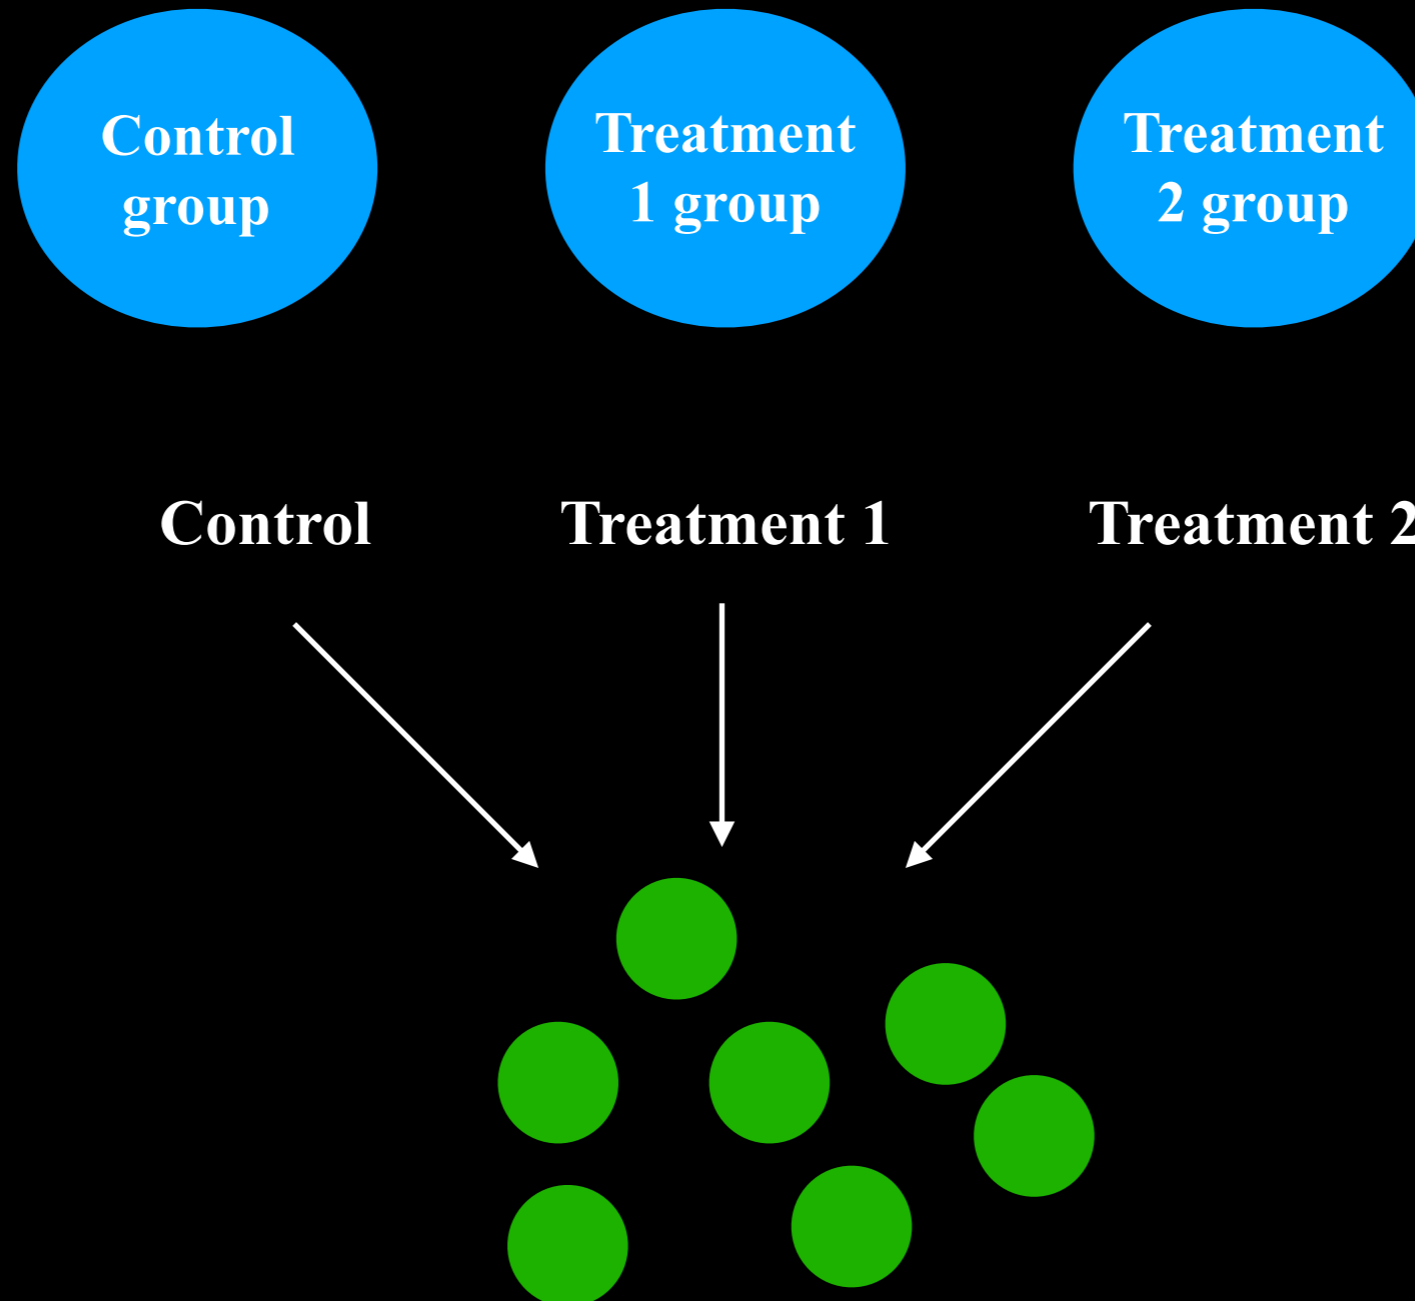 Control
group
Treatment
1 group
Treatment
2 group
Control
Treatment 1
Treatment 2